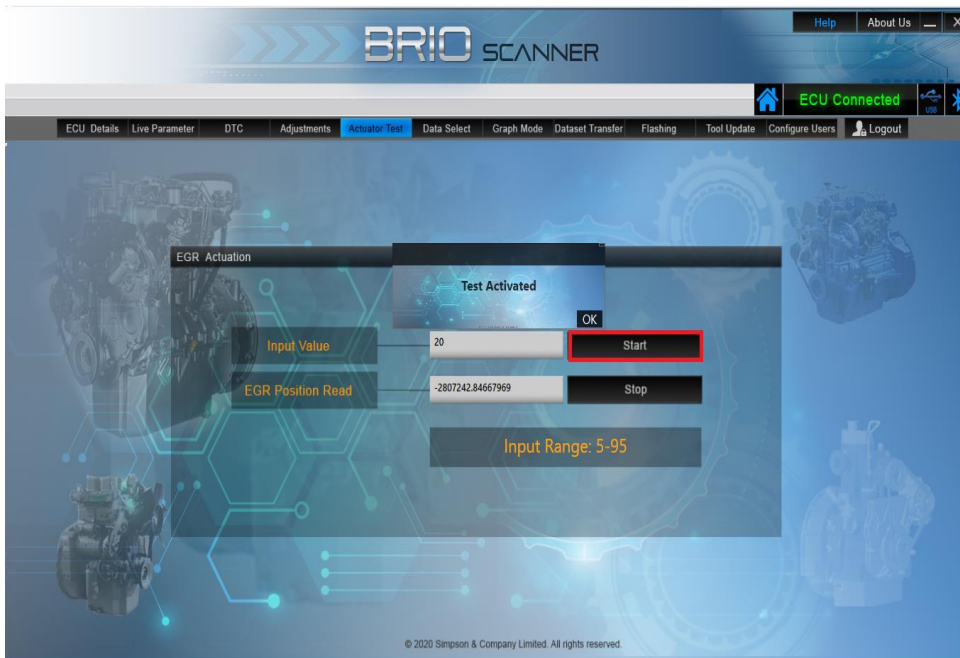 Help About Us
BRIO SCANNER
ECU Connected
USB
ECU Details Live Parameter DTC Adjustments Actuator Test Data Select Graph Mode Dataset Transfer Flashing Tool Update Configure Users Logout
EGR Actuation
Test Activated
OK
Input Value 20 Start
EGR Position Read -2807242.84667969 Stop
Input Range: 5-95
© 2020 Simpson & Company Limited. All rights reserved.